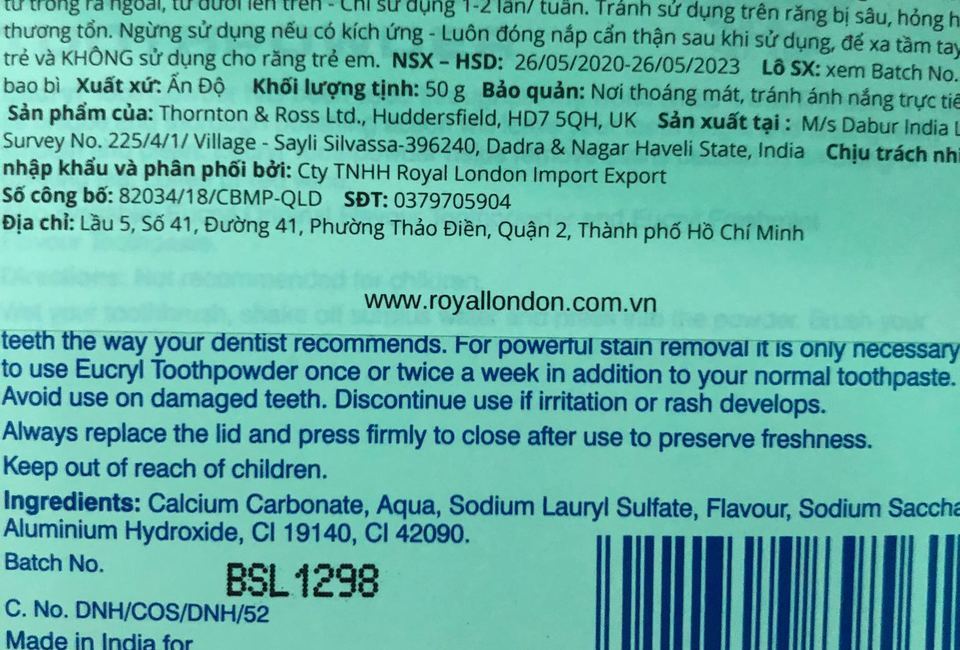 từ trong ra ngoài, từ dưới lên trên - Chỉ sử dụng 1-2 lần/ tuần. Tránh sử dụng trên răng bị sâu, hỏng h
thương tổn. Ngừng sử dụng nếu có kích ứng - Luôn đóng nắp cẩn thận sau khi sử dụng, để xa tầm tay
trẻ và KHÔNG sử dụng cho răng trẻ em. NSX – HSD: 26/05/2020-26/05/2023 Lô SX: xem Batch No.
bao bì Xuất xứ: Ấn Độ Khối lượng tịnh: 50 g Bảo quản: Nơi thoáng mát, tránh ánh nắng trực tiế
Sản phẩm của: Thornton & Ross Ltd., Huddersfield, HD7 5QH, UK Sản xuất tại : M/s Dabur India L
Survey No. 225/4/1/ Village - Sayli Silvassa-396240, Dadra & Nagar Haveli State, India Chịu trách nhi
nhập khẩu và phân phối bởi: Cty TNHH Royal London Import Export
Số công bố: 82034/18/CBMP-QLD SĐT: 0379705904
Địa chỉ: Lầu 5, Số 41, Đường 41, Phường Thảo Điền, Quận 2, Thành phố Hồ Chí Minh
Directions: Not recommended for children.
www.royallondon.com.vn
teeth the way your dentist recommends. For powerful stain removal it is only necessary
to use Eucryl Toothpowder once or twice a week in addition to your normal toothpaste.
Avoid use on damaged teeth. Discontinue use if irritation or rash develops.
Always replace the lid and press firmly to close after use to preserve freshness.
Keep out of reach of children.
Ingredients: Calcium Carbonate, Aqua, Sodium Lauryl Sulfate, Flavour, Sodium Saccha
Aluminium Hydroxide, CI 19140, CI 42090.
Batch No.
BSL1298
C. No. DNH/COS/DNH/52
Made in India for